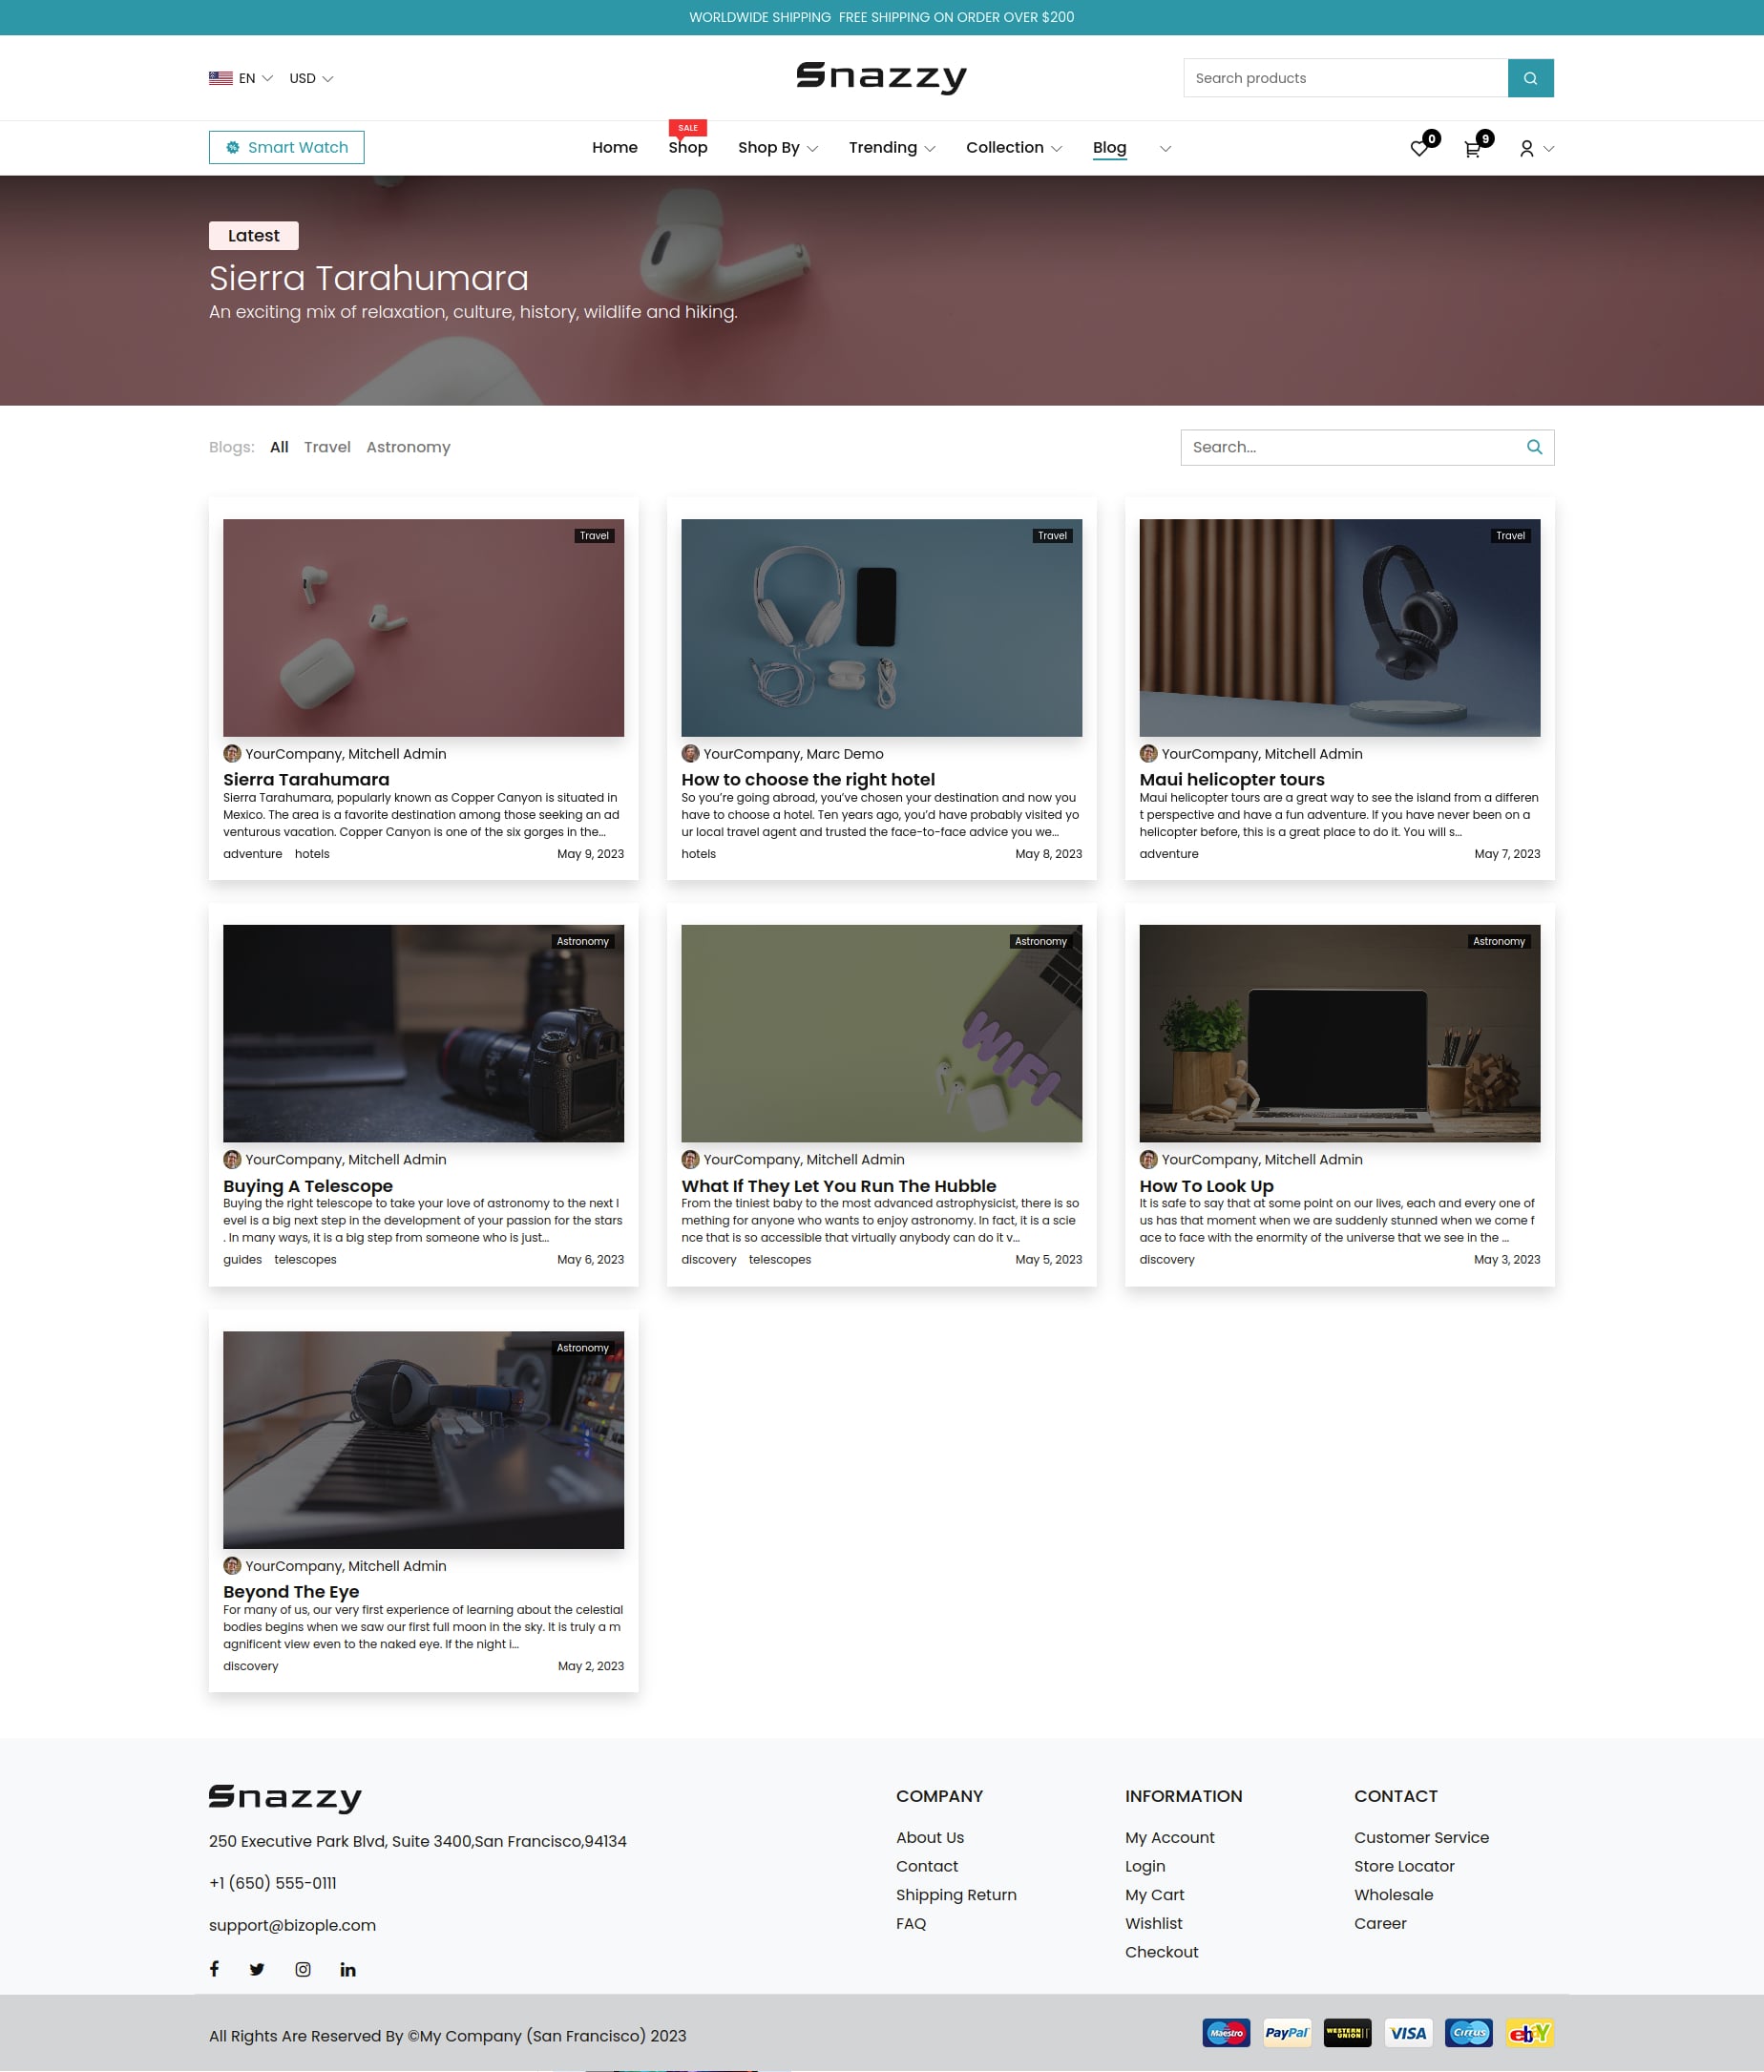 WORLDWIDE SHIPPING FREE SHIPPING ON ORDER OVER $200
EN USD
Snazzy
Search products
Smart Watch
Home
SALE
Shop
Shop By
Trending
Collection
Blog
0
9
Latest
Sierra Tarahumara
An exciting mix of relaxation, culture, history, wildlife and hiking.
Blogs: All Travel Astronomy
Search...
Travel
YourCompany, Mitchell Admin
Sierra Tarahumara
Sierra Tarahumara, popularly known as Copper Canyon is situated in
Mexico. The area is a favorite destination among those seeking an ad
venturous vacation. Copper Canyon is one of the six gorges in the...
adventure hotels May 9, 2023
Travel
YourCompany, Marc Demo
How to choose the right hotel
So you’re going abroad, you’ve chosen your destination and now you
have to choose a hotel. Ten years ago, you’d have probably visited yo
ur local travel agent and trusted the face-to-face advice you we...
hotels May 8, 2023
Travel
YourCompany, Mitchell Admin
Maui helicopter tours
Maui helicopter tours are a great way to see the island from a differen
t perspective and have a fun adventure. If you have never been on a
helicopter before, this is a great place to do it. You will s...
adventure May 7, 2023
Astronomy
YourCompany, Mitchell Admin
Buying A Telescope
Buying the right telescope to take your love of astronomy to the next l
evel is a big next step in the development of your passion for the stars
. In many ways, it is a big step from someone who is just...
guides telescopes May 6, 2023
Astronomy
WIFI
YourCompany, Mitchell Admin
What If They Let You Run The Hubble
From the tiniest baby to the most advanced astrophysicist, there is so
mething for anyone who wants to enjoy astronomy. In fact, it is a scie
nce that is so accessible that virtually anybody can do it v...
discovery telescopes May 5, 2023
Astronomy
YourCompany, Mitchell Admin
How To Look Up
It is safe to say that at some point on our lives, each and every one of
us has that moment when we are suddenly stunned when we come f
ace to face with the enormity of the universe that we see in the ...
discovery May 3, 2023
Astronomy
YourCompany, Mitchell Admin
Beyond The Eye
For many of us, our very first experience of learning about the celestial
bodies begins when we saw our first full moon in the sky. It is truly a m
agnificent view even to the naked eye. If the night i...
discovery May 2, 2023
Snazzy
250 Executive Park Blvd, Suite 3400,San Francisco,94134
+1 (650) 555-0111
support@bizople.com
COMPANY
About Us
Contact
Shipping Return
FAQ
INFORMATION
My Account
Login
My Cart
Wishlist
Checkout
CONTACT
Customer Service
Store Locator
Wholesale
Career
All Rights Are Reserved By ©My Company (San Francisco) 2023
Maestro
PayPal
WESTERN UNION
VISA
Cirrus
ebY